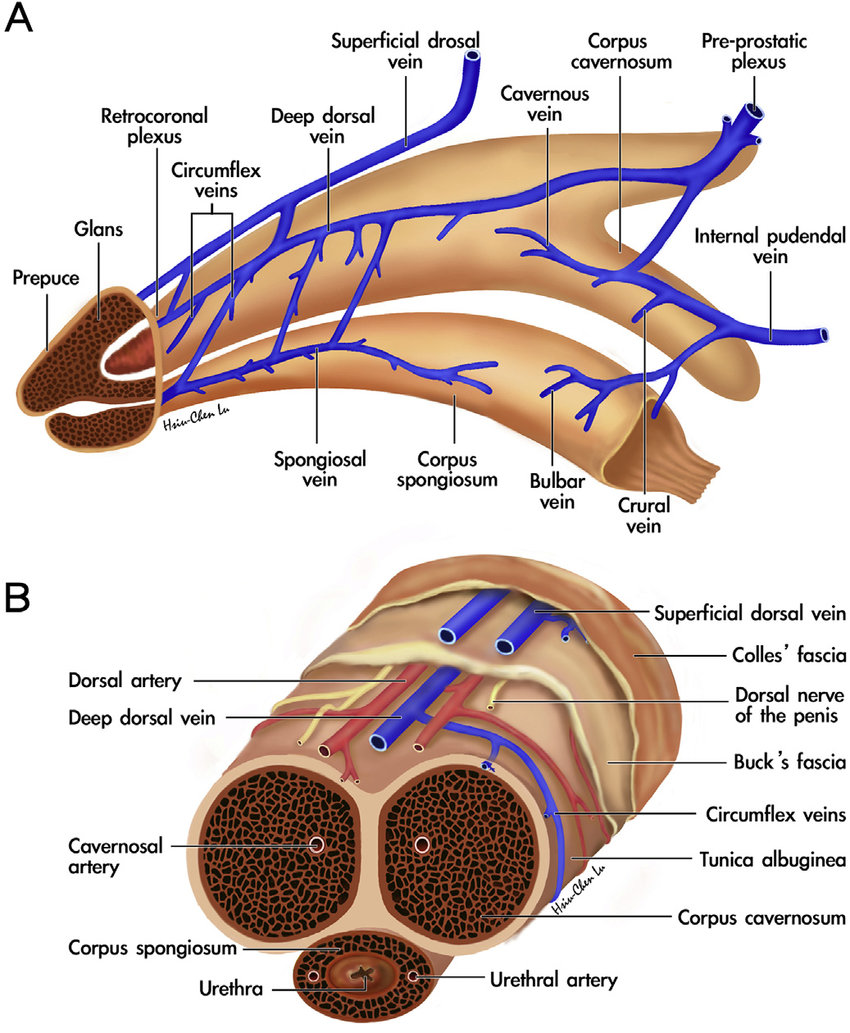 A
Superficial drosal
vein
Corpus
cavernosum
Pre-prostatic
plexus
Cavernous
vein
Retrocoronal
plexus
Deep dorsal
vein
Circumflex
veins
Glans
Prepuce
Internal pudendal
vein
Hsiu-Chen Lu
Spongiosal
vein
Corpus
spongiosum
Bulbar
vein
Crural
vein
B
Superficial dorsal vein
Colles' fascia
Dorsal artery
Deep dorsal vein
Dorsal nerve
of the penis
Buck's fascia
Circumflex veins
Cavernosal
artery
Tunica albuginea
Hsiu-Chen Lu
Corpus cavernosum
Corpus spongiosum
Urethra
Urethral artery